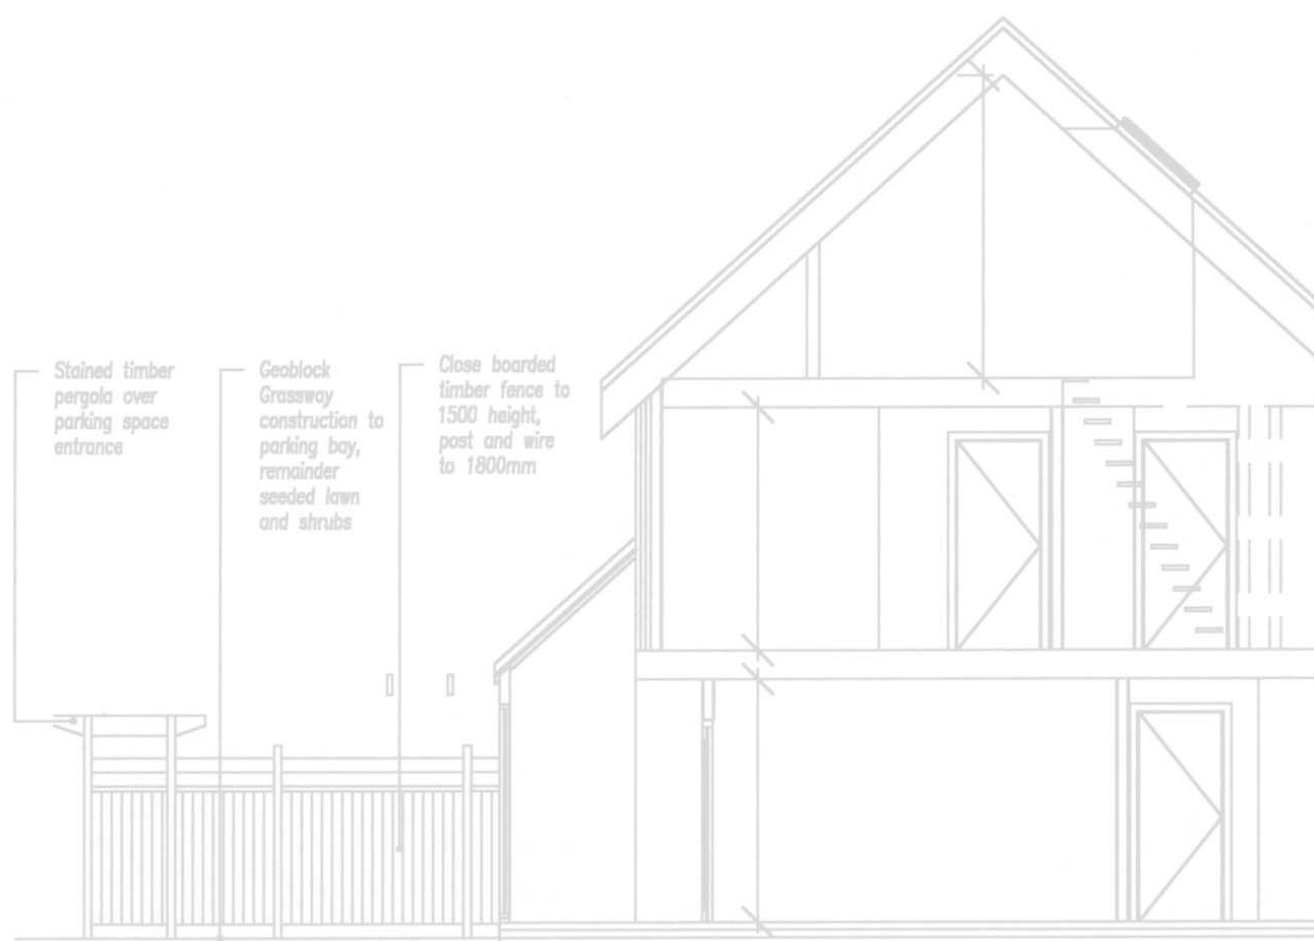 Stained timber
pergola over
parking space
entrance
Geoblock
Grassway
construction to
parking bay,
remainder
seeded lawn
and shrubs
Close boarded
timber fence to
1500 height,
post and wire
to 1800mm